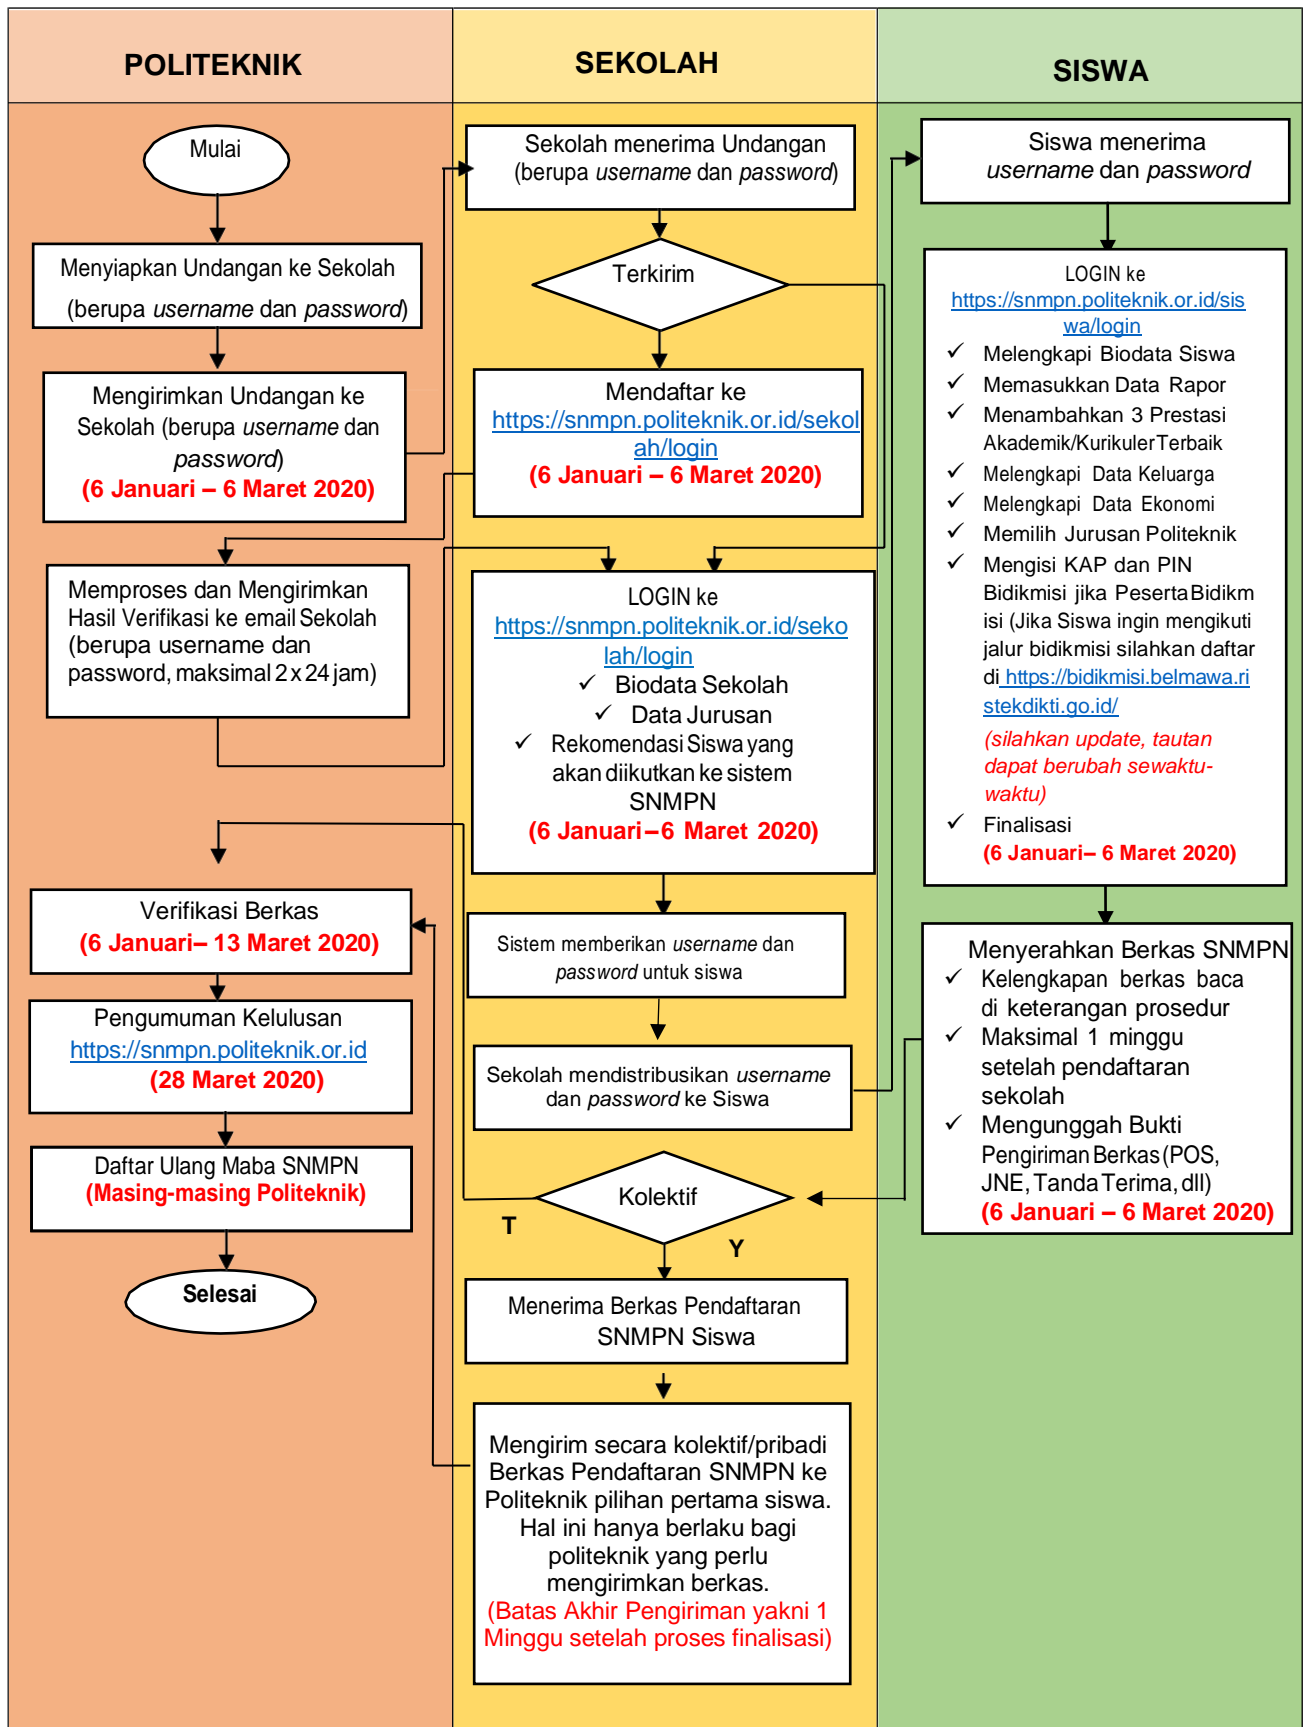 POLITEKNIK
SEKOLAH
SISWA
Mulai
Menyiapkan Undangan ke Sekolah
(berupa username dan password)
Mengirimkan Undangan ke
Sekolah (berupa username dan
password)
(6 Januari – 6 Maret 2020)
Memproses dan Mengirimkan
Hasil Verifikasi ke email Sekolah
(berupa username dan
password, maksimal 2 x 24 jam)
Verifikasi Berkas
(6 Januari– 13 Maret 2020)
Pengumuman Kelulusan
https://snmpn.politeknik.or.id
(28 Maret 2020)
Daftar Ulang Maba SNMPN
(Masing-masing Politeknik)
Selesai
Sekolah menerima Undangan
(berupa username dan password)
Terkirim
Mendaftar ke
https://snmpn.politeknik.or.id/sekol
ah/login
(6 Januari – 6 Maret 2020)
LOGIN ke
https://snmpn.politeknik.or.id/seko
lah/login
✓ Biodata Sekolah
✓ Data Jurusan
✓ Rekomendasi Siswa yang
akan diikutkan ke sistem
SNMPN
(6 Januari – 6 Maret 2020)
Sistem memberikan username dan
password untuk siswa
Sekolah mendistribusikan username
dan password ke Siswa
Kolektif
T
Y
Menerima Berkas Pendaftaran
SNMPN Siswa
Mengirim secara kolektif/pribadi
Berkas Pendaftaran SNMPN ke
Politeknik pilihan pertama siswa.
Hal ini hanya berlaku bagi
politeknik yang perlu
mengirimkan berkas.
(Batas Akhir Pengiriman yakni 1
Minggu setelah proses finalisasi)
Siswa menerima
username dan password
LOGIN ke
https://snmpn.politeknik.or.id/sis
wa/login
✓ Melengkapi Biodata Siswa
✓ Memasukkan Data Rapor
✓ Menambahkan 3 Prestasi
Akademik/Kurikuler Terbaik
✓ Melengkapi Data Keluarga
✓ Melengkapi Data Ekonomi
✓ Memilih Jurusan Politeknik
✓ Mengisi KAP dan PIN
Bidikmisi jika Peserta Bidikm
isi (Jika Siswa ingin mengikuti
jalur bidikmisi silahkan daftar
di https://bidikmisi.belmawa.ri
stekdikti.go.id/
(silahkan update, tautan
dapat berubah sewaktu-
waktu)
✓ Finalisasi
(6 Januari– 6 Maret 2020)
Menyerahkan Berkas SNMPN
✓ Kelengkapan berkas baca
di keterangan prosedur
✓ Maksimal 1 minggu
setelah pendaftaran
sekolah
✓ Mengunggah Bukti
Pengiriman Berkas (POS,
JNE, Tanda Terima, dll)
(6 Januari – 6 Maret 2020)